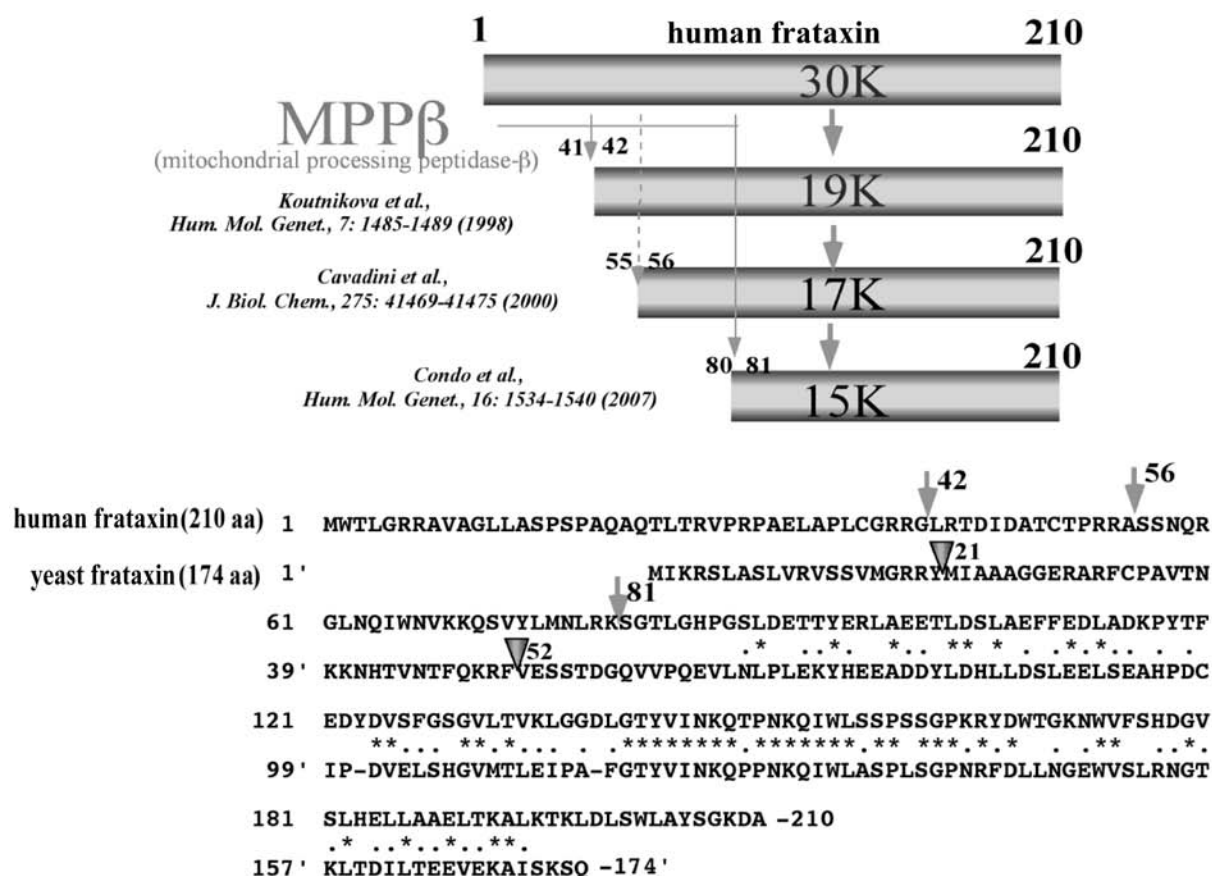 1 human frataxin 210
30K
MPPβ
(mitochondrial processing peptidase-β)
41 42 210
19K
Koutnikova et al.,
Hum. Mol. Genet., 7: 1485-1489 (1998)
55 56 210
17K
Cavadini et al.,
J. Biol. Chem., 275: 41469-41475 (2000)
80 81 210
15K
Condo et al.,
Hum. Mol. Genet., 16: 1534-1540 (2007)
42 56
human frataxin (210 aa) 1 MWTLGRRAVAGLLASPSPAQAQTLTRVPRPAELAPLCGRRGLRTDIDATCTPRRASSNQR
21
yeast frataxin (174 aa) 1' MIKRSLASLVRVSSVMGRRYMIAAAGGERARFCPAVTN
81
61 GLNQIWNVKKQSVYLMNLRKSGTLGHPGSLDETTYERLAEETLDSLAEFFEDLADKPYTF
52 .* .. * .** * . .. *. . .
39' KKNHTVNTFQKRFVESSTDGQVVPQEVLNLPLEKYHEEADDYLDHLLDSLEELSEAHPDC
121 EDYDVSFGSGVLTVKLGGDLGTYVINKQTPNKQIWLSSPSSGPKRYDWTGKNWVFSHDGV
**.. . **.*.. . .********.********.** ***.*.* . .** ..*.
99' IP-DVELSHGVMTLEIPA-FGTYVINKQPPNKQIWLASPLSGPNRFDLLNGEWVSLRNGT
181 SLHELLAAELTKALKTKLDLSWLAYSGKDA -210
.* ..*..*..**.
157' KLTDILTEEVEKAISKSQ -174'